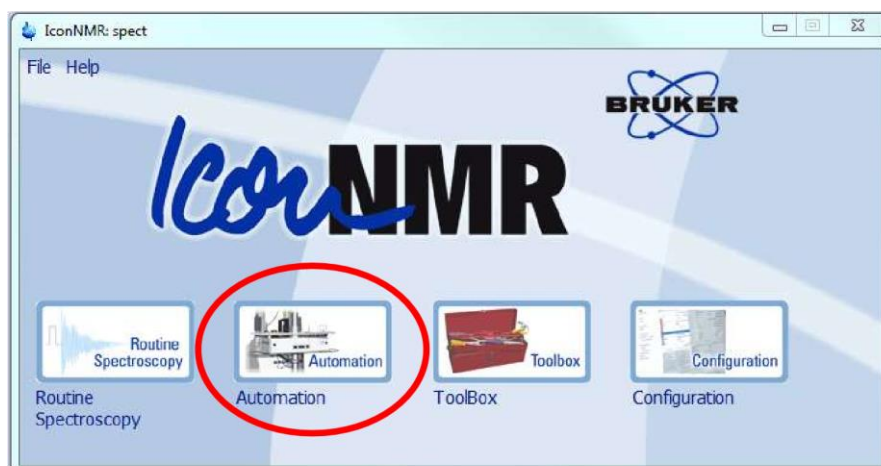 IconNMR: spect
File Help
BRUKER
IconNMR
Routine
Spectroscopy
Automation
Toolbox
Configuration
Routine
Spectroscopy
Automation
ToolBox
Configuration